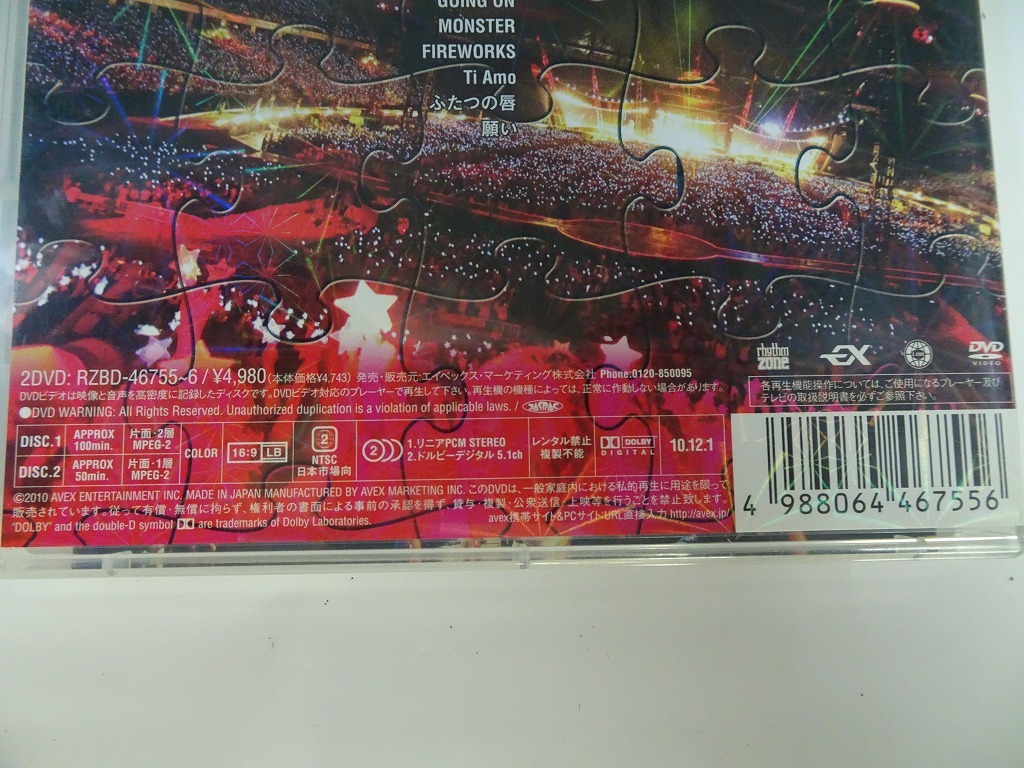 GOING ON
MONSTER
FIREWORKS
Ti Amo
ふたつの唇
願い
rhythm zone EX DVD VIDEO
2DVD: RZBD-46755~6 / ¥4,980 (本体価格¥4,743) 発売・販売元:エイベックス・マーケティング株式会社 Phone:0120-850095
DVDビデオは映像と音声を高密度に記録したディスクです。DVDビデオ対応のプレーヤーで再生して下さい。再生機の機種によっては、正常に作動しない場合があります。
●DVD WARNING: All Rights Reserved. Unauthorized duplication is a violation of applicable laws. / JASRAC
各再生機能操作については、ご使用になるプレーヤー及び
テレビの取扱説明書を必ずご参照ください。
DISC.1 APPROX 100min. 片面・2層 MPEG-2
DISC.2 APPROX 50min. 片面・1層 MPEG-2
COLOR
16:9 LB
2 NTSC 日本市場向
2
1.リニアPCM STEREO
2.ドルビーデジタル 5.1ch
レンタル禁止
複製不能
DOLBY DIGITAL
10.12.1
©2010 AVEX ENTERTAINMENT INC. MADE IN JAPAN MANUFACTURED BY AVEX MARKETING INC. このDVDは、一般家庭内における私的再生に用途を限って
販売されています。従って有償・無償に拘らず、権利者の書面による事前の承認を得ず、貸与・複製・公衆送信・上映等を行うことを禁止致します。
"DOLBY" and the double-D symbol are trademarks of Dolby Laboratories. avex携帯サイト&PCサイト:URL直接入力 http://avex.jp/
4 988064 467556